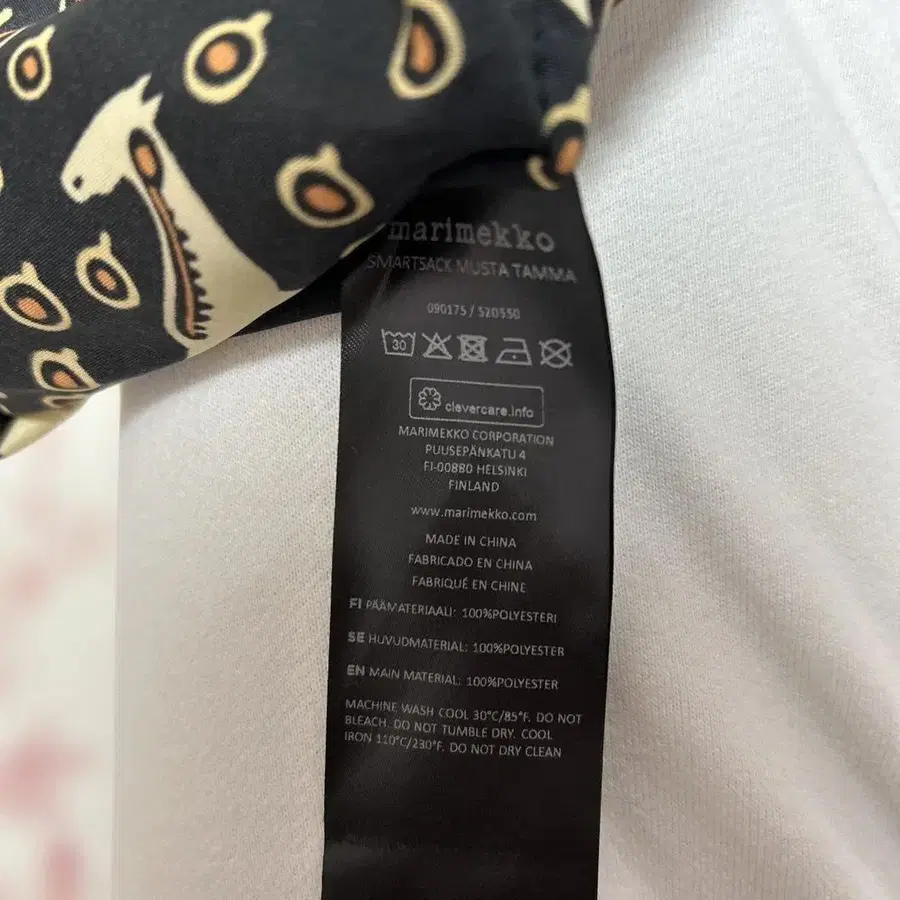 marimekko
SMARTSACK MUSTA TAMMA
090175 / 520550
30
clevercare.info
MARIMEKKO CORPORATION
PUUSEPÄNKATU 4
FI-00880 HELSINKI
FINLAND
www.marimekko.com
MADE IN CHINA
FABRICADO EN CHINA
FABRIQUÉ EN CHINE
FI PÄÄMATERIAALI: 100%POLYESTERI
SE HUVUDMATERIAL: 100%POLYESTER
EN MAIN MATERIAL: 100%POLYESTER
MACHINE WASH COOL 30°C/85°F. DO NOT
BLEACH. DO NOT TUMBLE DRY. COOL
IRON 110°C/230°F. DO NOT DRY CLEAN